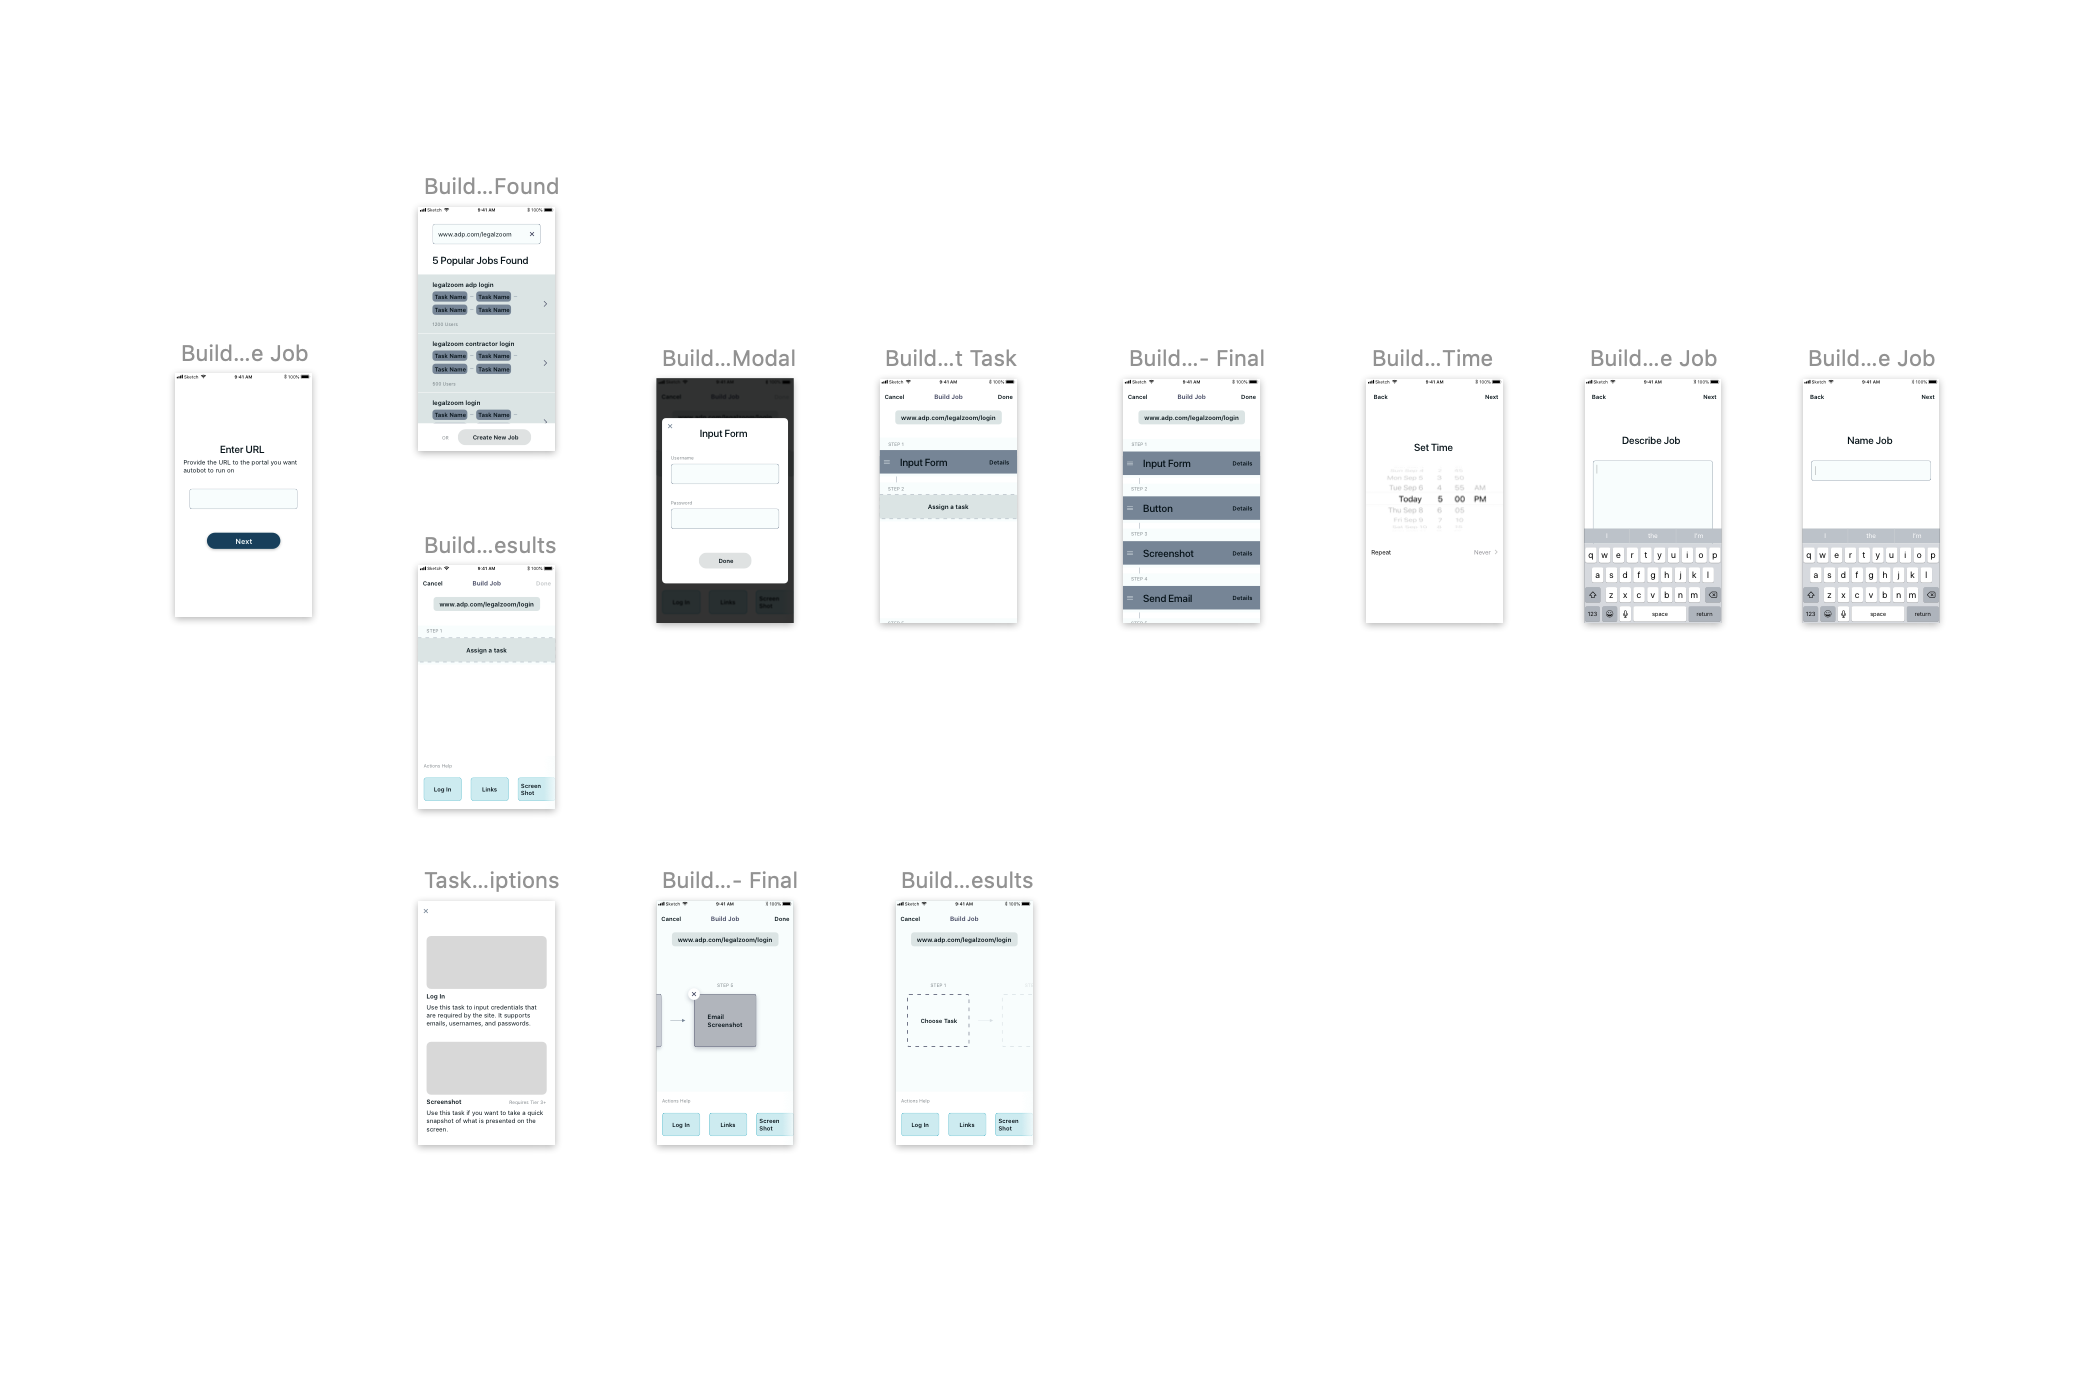 Build...e Job
Sketch 9:41 AM 100%
Enter URL
Provide the URL to the portal you want
autobot to run on
Next
Build...Found
Sketch 9:41 AM 100%
www.adp.com/legalzoom
5 Popular Jobs Found
legalzoom adp login
Task Name Task Name
Task Name Task Name
1300 Users
legalzoom contractor login
Task Name Task Name
Task Name Task Name
500 Users
legalzoom login
Task Name Task Name
OR Create New Job
Build...esults
Sketch 9:41 AM 100%
Cancel Build Job Done
www.adp.com/legalzoom/login
STEP 1
Assign a task
Actions Help
Log In Links Screen
Shot
Build...Modal
Cancel Build Job
Input Form
Username
Password
Done
Log In Links Screen
Shot
Build...t Task
Sketch 9:41 AM 100%
Cancel Build Job Done
www.adp.com/legalzoom/login
STEP 1
Input Form Details
STEP 2
Assign a task
Build...- Final
Sketch 9:41 AM 100%
Cancel Build Job Done
www.adp.com/legalzoom/login
STEP 1
Input Form Details
STEP 2
Button Details
STEP 3
Screenshot Details
STEP 4
Send Email Details
Build...Time
Sketch 9:41 AM 100%
Back Next
Set Time
Mon Sep 5 3 50
Tue Sep 6 4 55 AM
Today 5 00 PM
Thu Sep 8 6 05
Fri Sep 9 7 10
Repeat Never
Build...e Job
Sketch 9:41 AM 100%
Back Next
Describe Job
I the I'm
q w e r t y u i o p
a s d f g h j k l
z x c v b n m
123 space return
Build...e Job
Sketch 9:41 AM 100%
Back Next
Name Job
I the I'm
q w e r t y u i o p
a s d f g h j k l
z x c v b n m
123 space return
Task...iptions
Log In
Use this task to input credentials that
are required by the site. It supports
emails, usernames, and passwords.
Screenshot Requires Tier 3+
Use this task if you want to take a quick
snapshot of what is presented on the
screen.
Build...- Final
Sketch 9:41 AM 100%
Cancel Build Job Done
www.adp.com/legalzoom/login
STEP 5
Email
Screenshot
Actions Help
Log In Links Screen
Shot
Build...esults
Sketch 9:41 AM 100%
Cancel Build Job
www.adp.com/legalzoom/login
STEP 1
Choose Task
Actions Help
Log In Links Screen
Shot